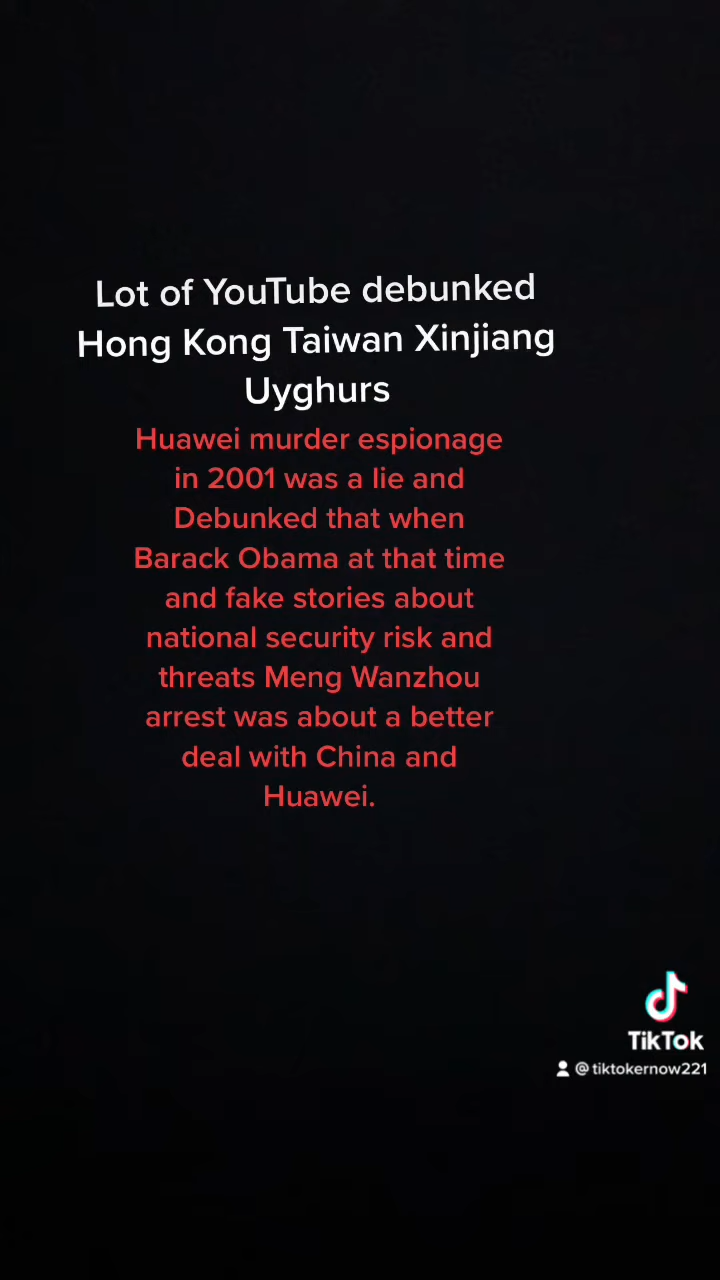 Lot of YouTube debunked
Hong Kong Taiwan Xinjiang
Uyghurs
Huawei murder espionage
in 2001 was a lie and
Debunked that when
Barack Obama at that time
and fake stories about
national security risk and
threats Meng Wanzhou
arrest was about a better
deal with China and
Huawei.
TikTok
@tiktokernow221